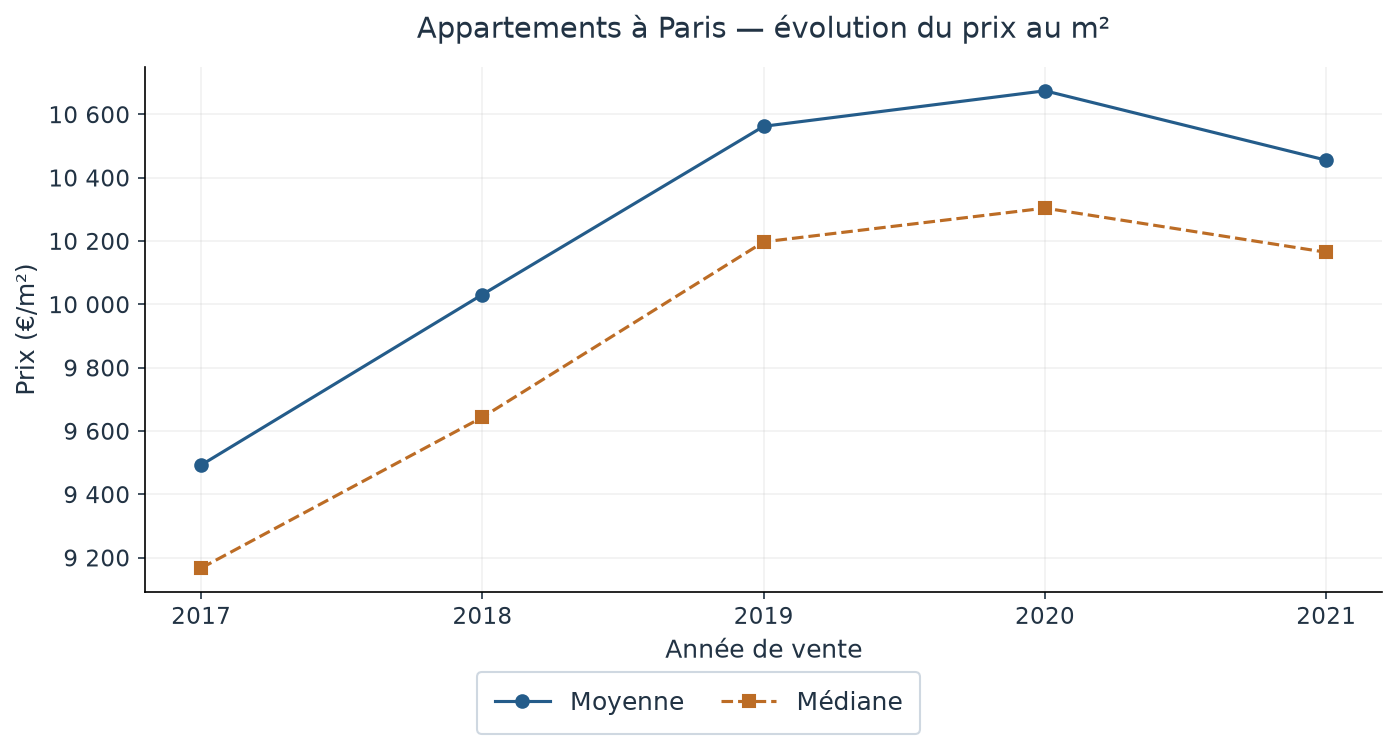 Appartements à Paris — évolution du prix au m²
Prix (€/m²)
10 600
10 400
10 200
10 000
9 800
9 600
9 400
9 200
2017 2018 2019 2020 2021
Année de vente
Moyenne Médiane